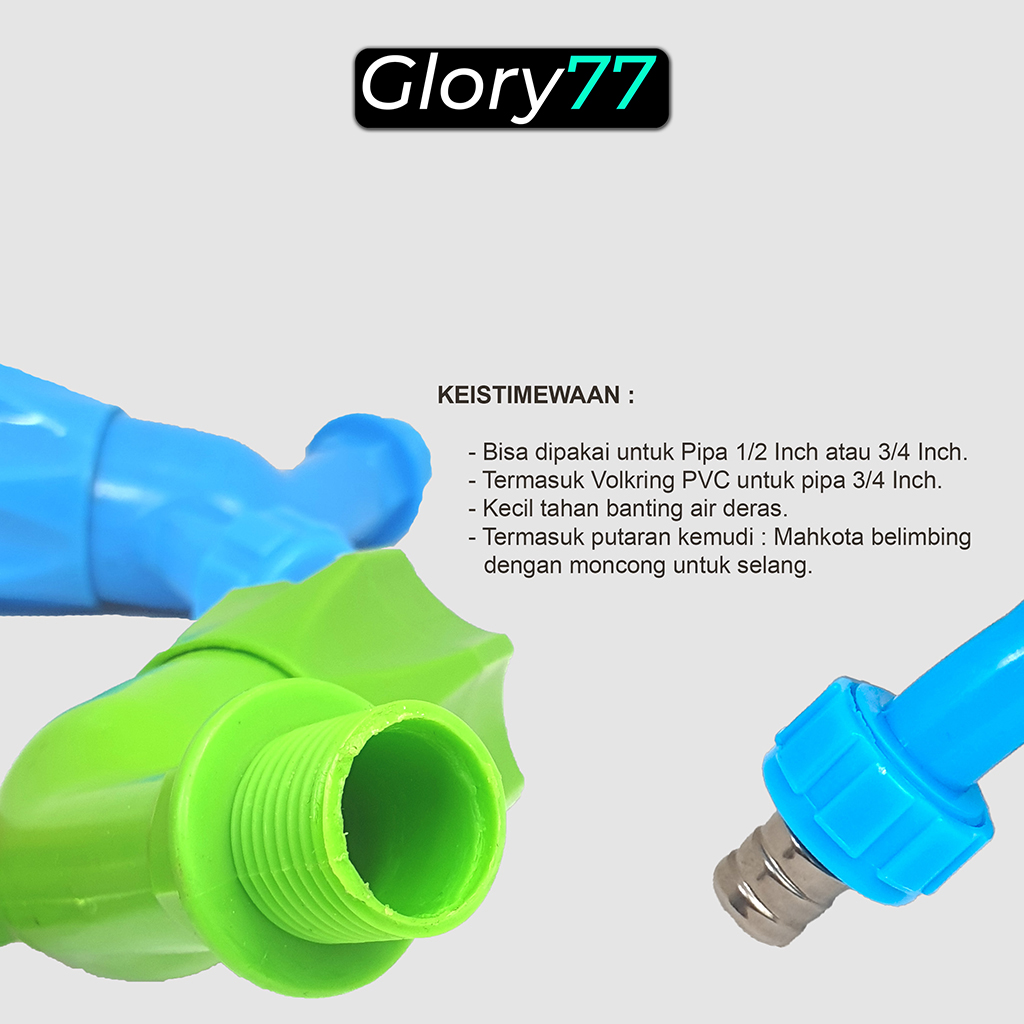 Glory77
KEISTIMEWAAN :
- Bisa dipakai untuk Pipa 1/2 Inch atau 3/4 Inch.
- Termasuk Volkring PVC untuk pipa 3/4 Inch.
- Kecil tahan banting air deras.
- Termasuk putaran kemudi : Mahkota belimbing
dengan moncong untuk selang.